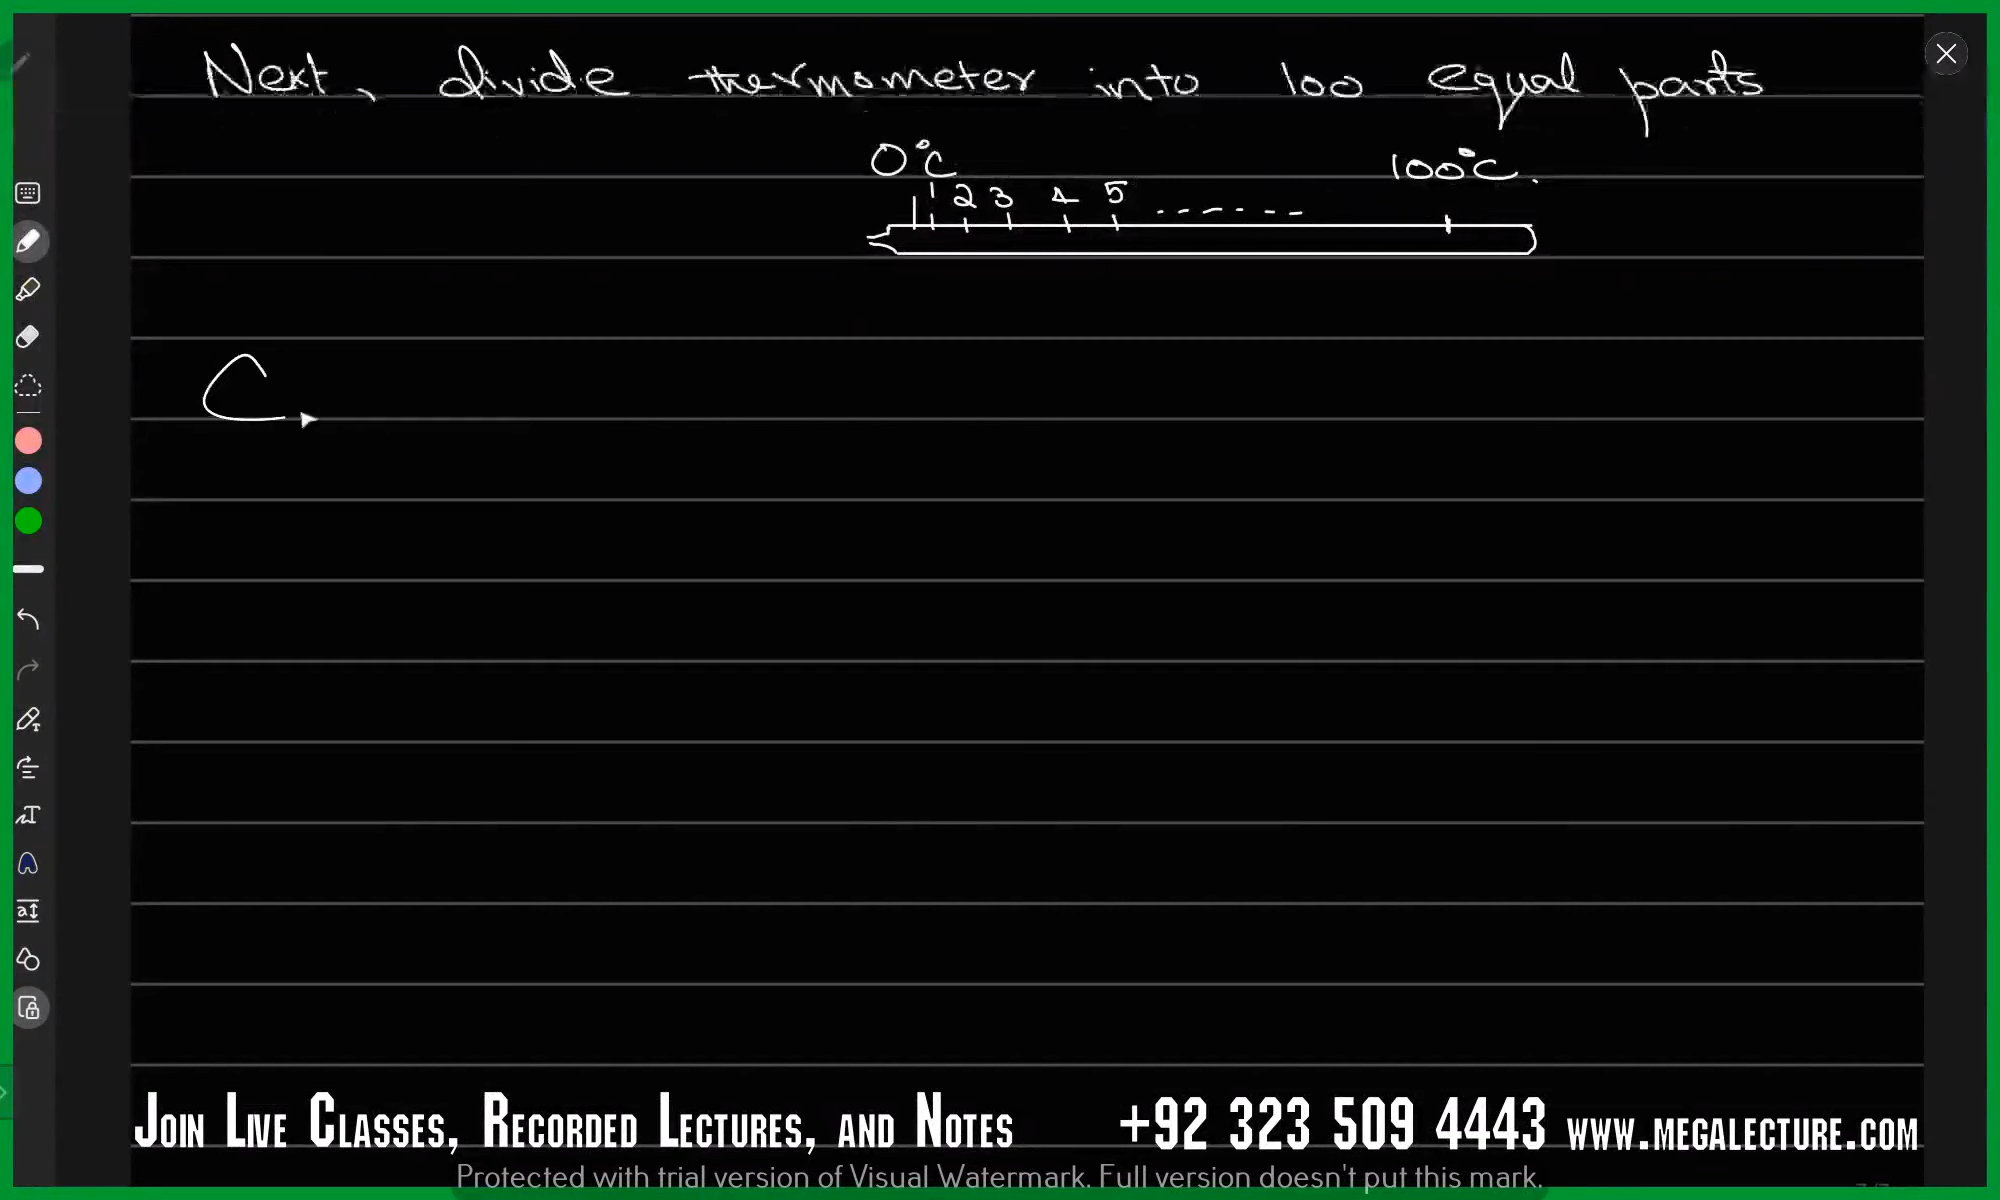 Next, divide thermometer into 100 equal parts
0°C 100°C.
1 2 3 4 5 -------
C
JOIN LIVE CLASSES, RECORDED LECTURES, AND NOTES +92 323 509 4443 WWW.MEGALECTURE.COM
Protected with trial version of Visual Watermark. Full version doesn't put this mark.